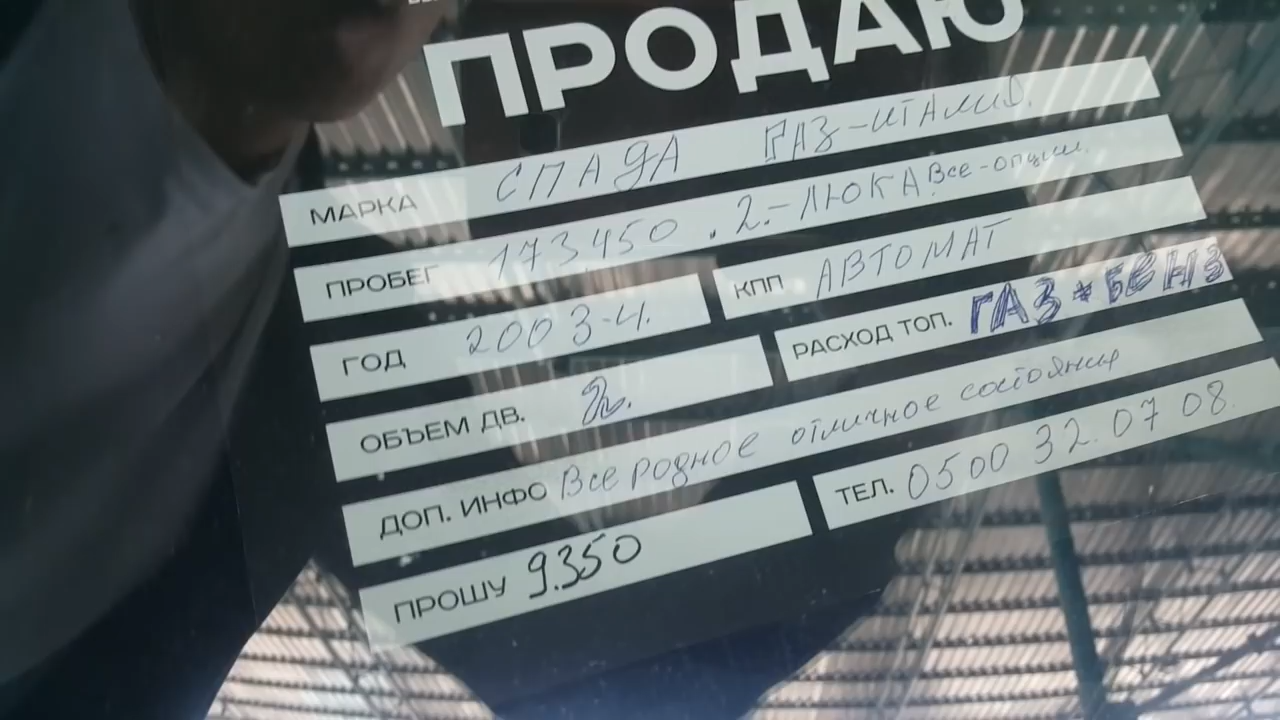 ПРОДАЮ
МАРКА СПАДА ГАЗ-ИТАЛИЯ.
ПРОБЕГ 173450 . 2.-ЛЮКА. Все-опции.
ГОД 2003-4. КПП АВТОМАТ
ОБЪЕМ ДВ. 2. РАСХОД ТОП. ГАЗ*БЕНЗ
ДОП. ИНФО Все родное отличное состояния
ПРОШУ 9.350 ТЕЛ. 0500 32.07 08.